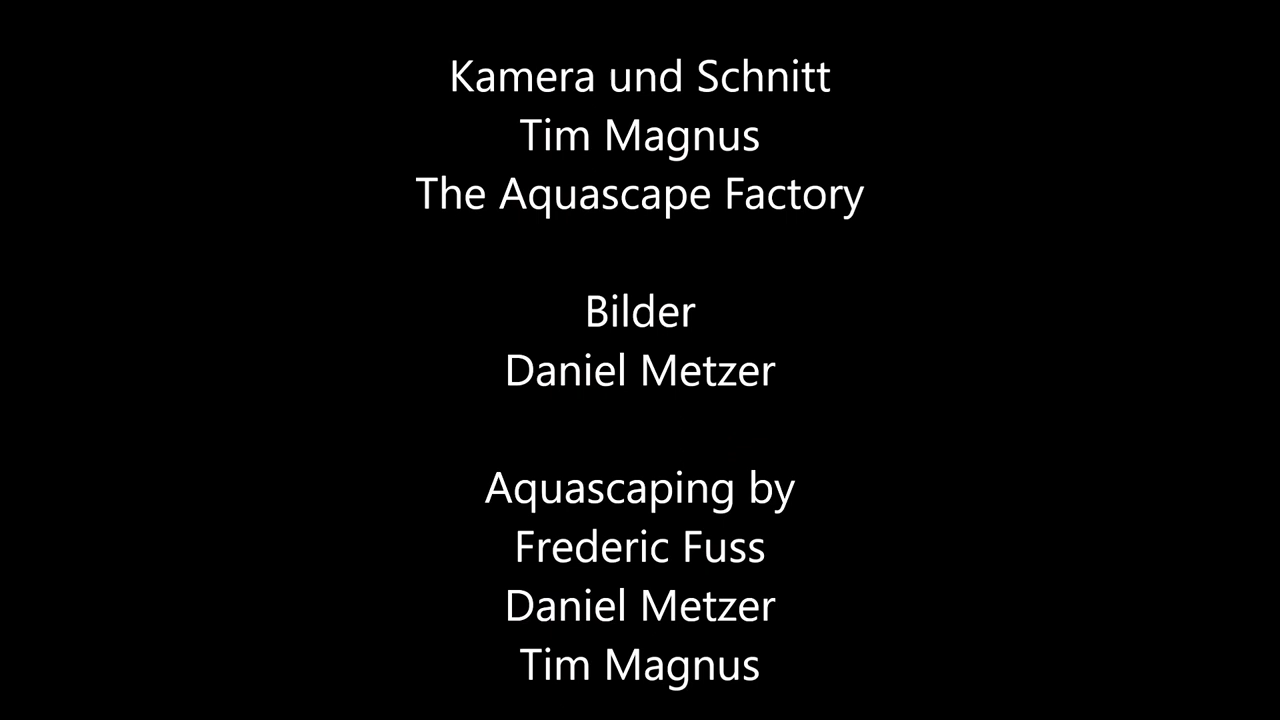 Kamera und Schnitt
Tim Magnus
The Aquascape Factory
Bilder
Daniel Metzer
Aquascaping by
Frederic Fuss
Daniel Metzer
Tim Magnus